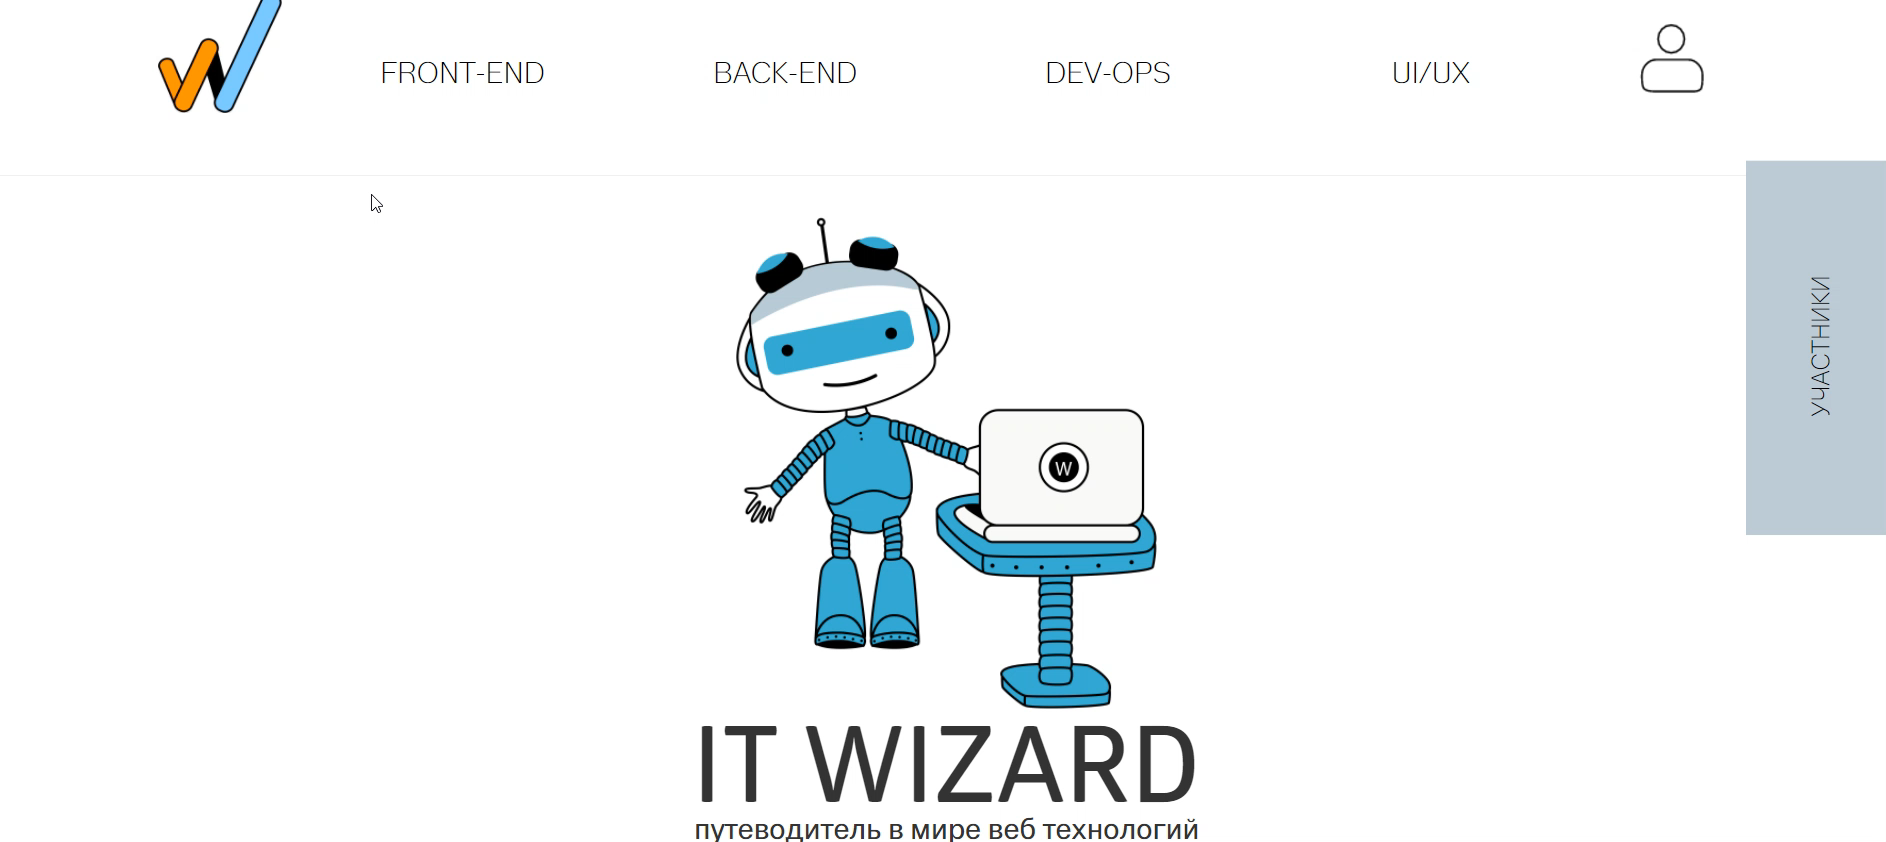 FRONT-END
BACK-END
DEV-OPS
UI/UX
УЧАСТНИКИ
W
IT WIZARD
путеводитель в мире веб технологий